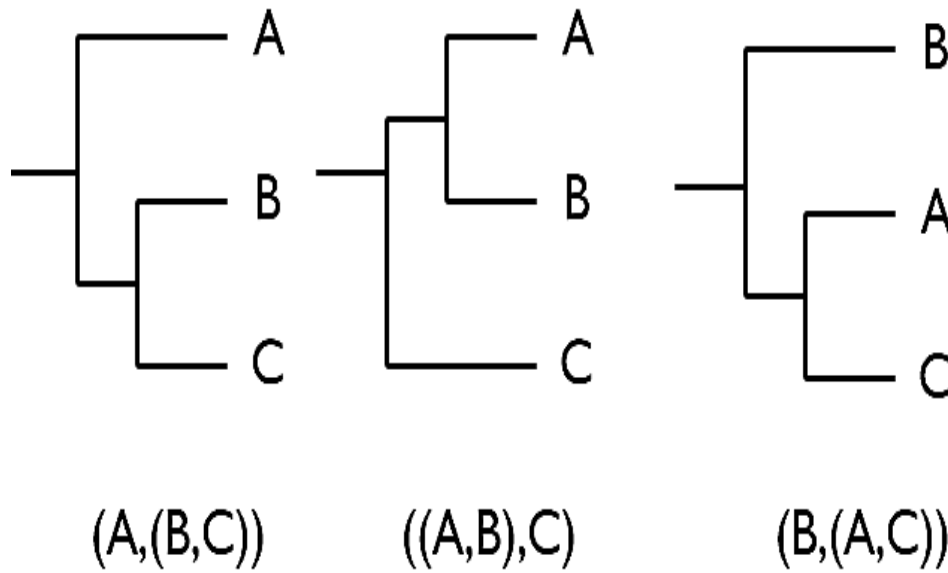 A A B
B B A
C C C
(A,(B,C)) ((A,B),C) (B,(A,C))